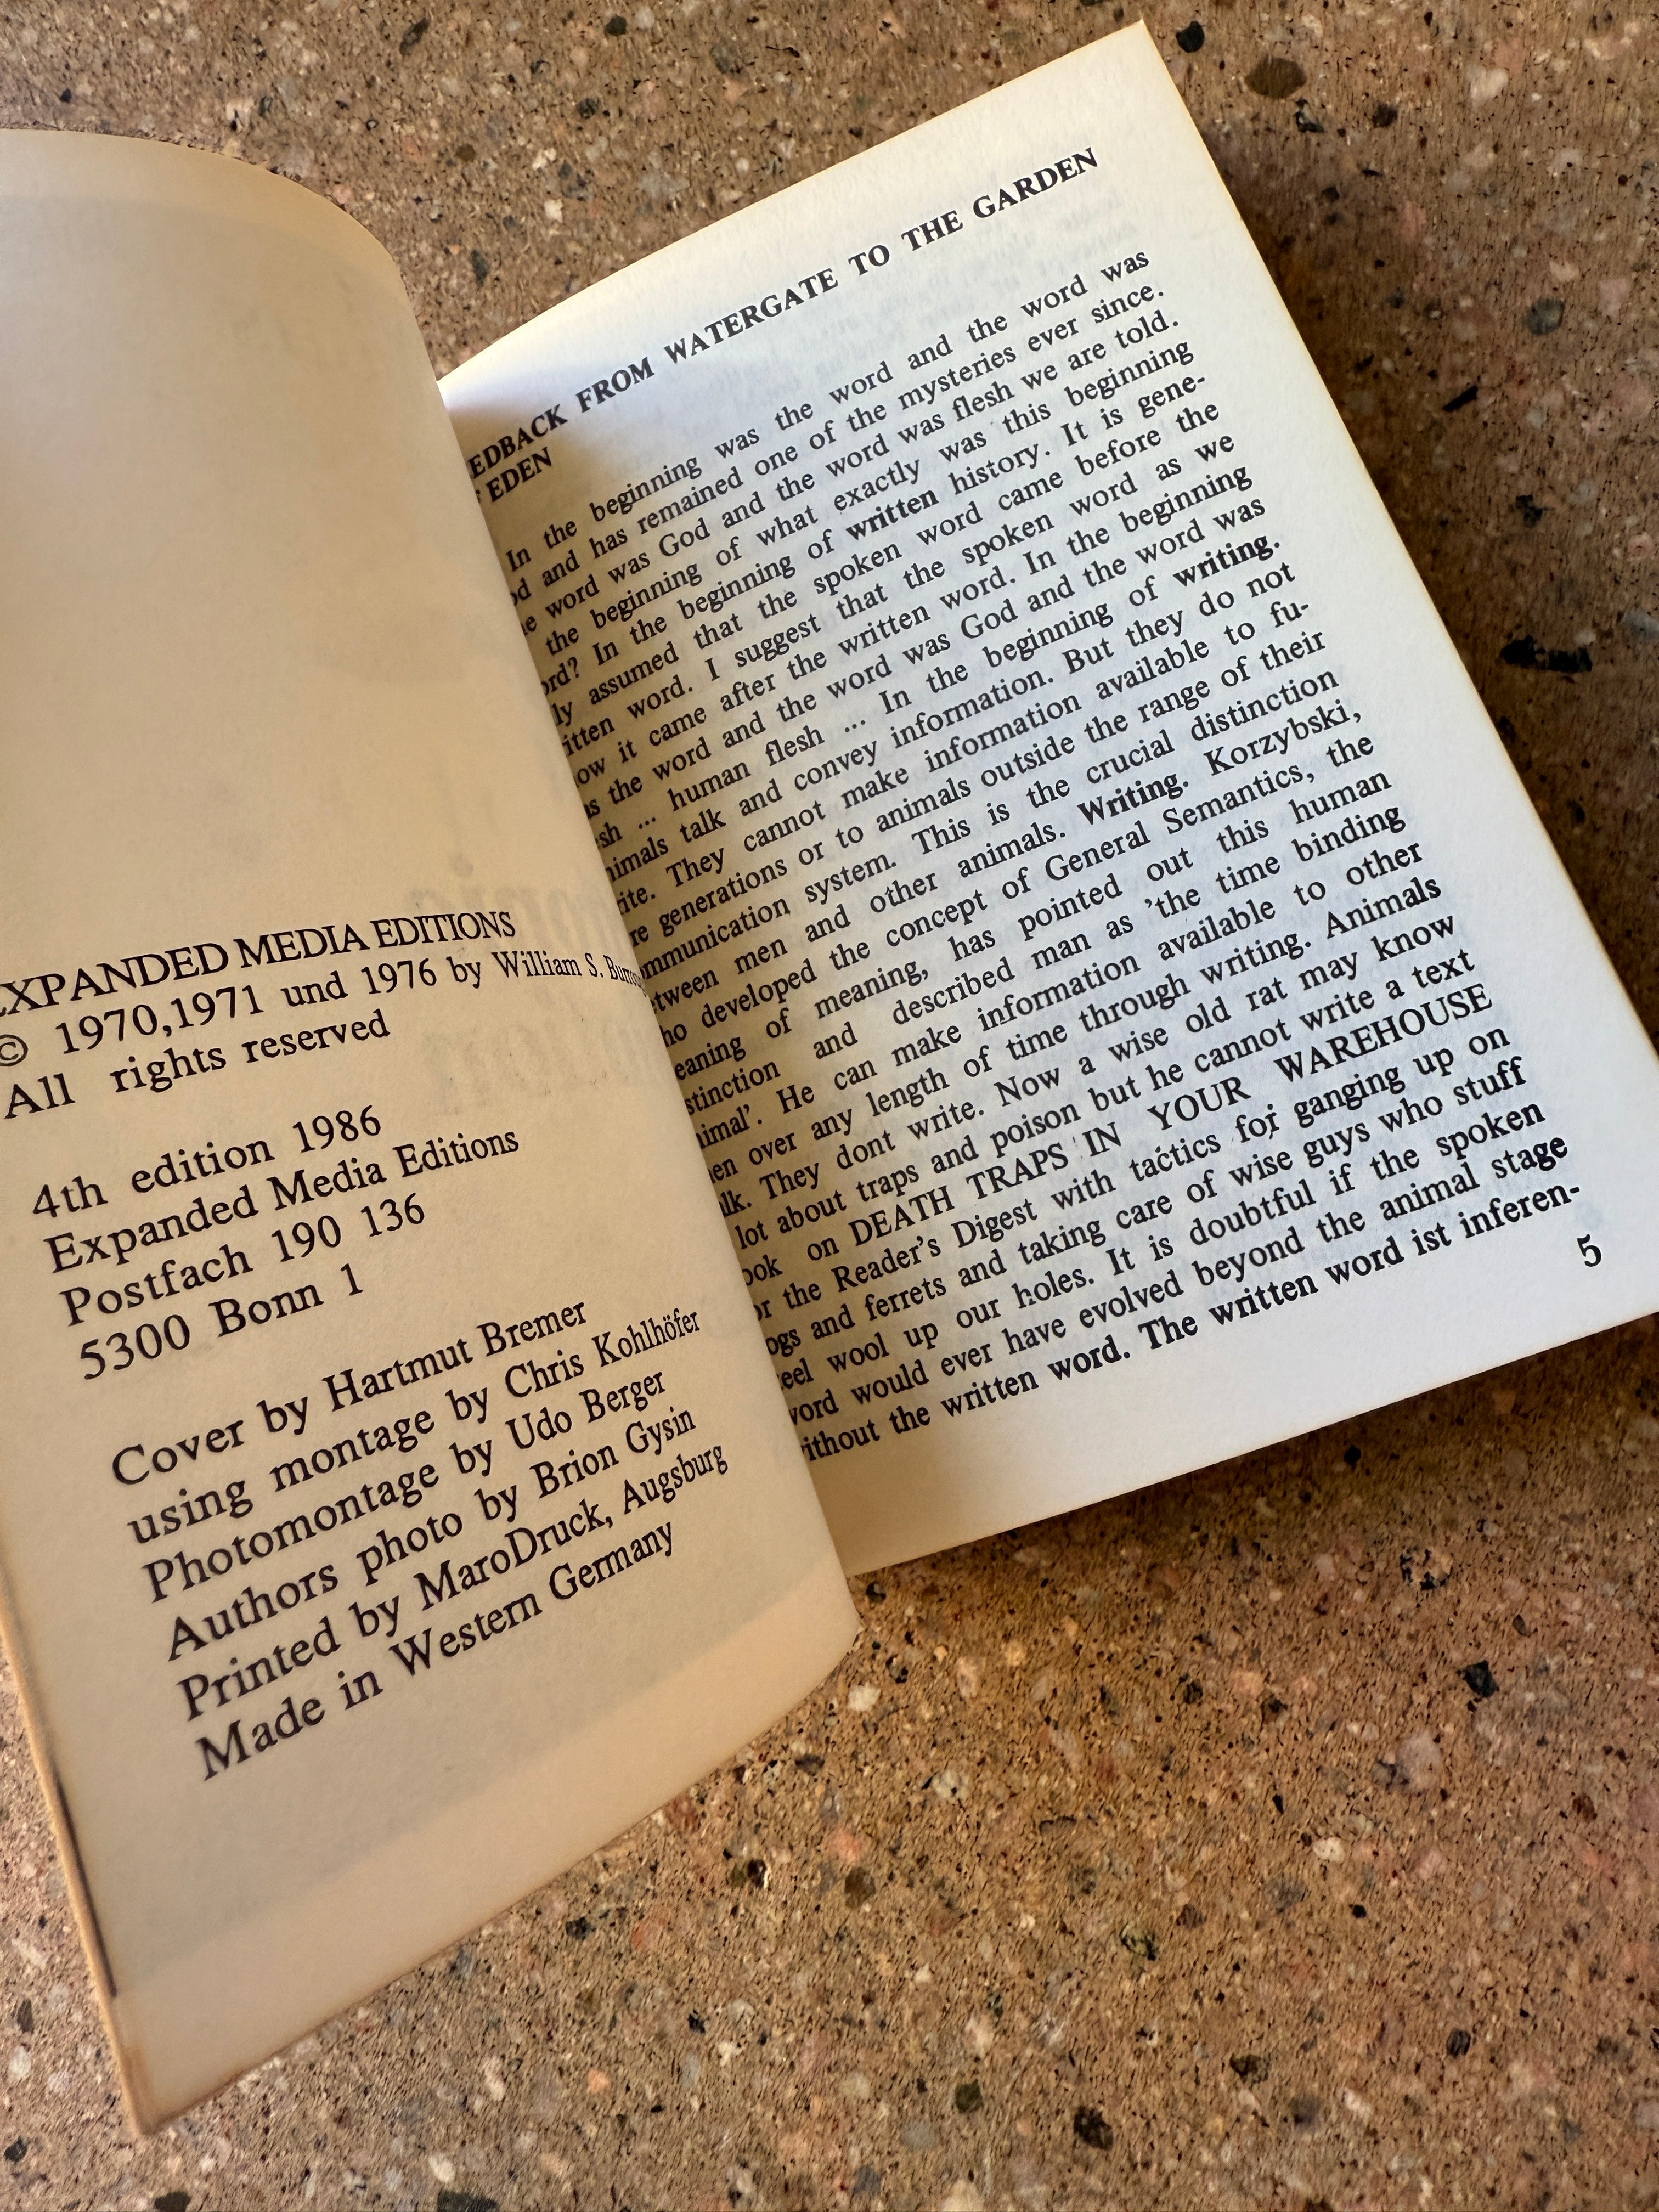 EXPANDED MEDIA EDITIONS
© 1970,1971 und 1976 by William S.
All rights reserved
4th edition 1986
Expanded Media Editions
Postfach 190 136
5300 Bonn 1
Cover by Hartmut Bremer
using montage by Chris Kohlhöfer
Photomontage by Udo Berger
Authors photo by Brion Gysin
Printed by MaroDruck, Augsburg
Made in Western Germany
EDBACK FROM WATERGATE TO THE GARDEN
EDEN
In the beginning was the word and the word was
and has remained one of the mysteries ever since.
word was God and the word was flesh we are told.
the beginning of what exactly was this beginning
ord? In the beginning of written history. It is gene-
ly assumed that the spoken word came before the
itten word. I suggest that the spoken word as we
ow it came after the written word. In the beginning
s the word and the word was God and the word was
sh ... human flesh ... In the beginning of writing.
nimals talk and convey information. But they do not
ite. They cannot make information available to fu-
re generations or to animals outside the range of their
ommunication system. This is the crucial distinction
tween men and other animals. Writing. Korzybski,
ho developed the concept of General Semantics, the
eaning of meaning, has pointed out this human
stinction and described man as 'the time binding
imal'. He can make information available to other
en over any length of time through writing. Animals
lk. They dont write. Now a wise old rat may know
lot about traps and poison but he cannot write a text
ook on DEATH TRAPS IN YOUR WAREHOUSE
or the Reader's Digest with tactics for ganging up on
ogs and ferrets and taking care of wise guys who stuff
eel wool up our holes. It is doubtful if the spoken
word would ever have evolved beyond the animal stage
ithout the written word. The written word ist inferen-
5